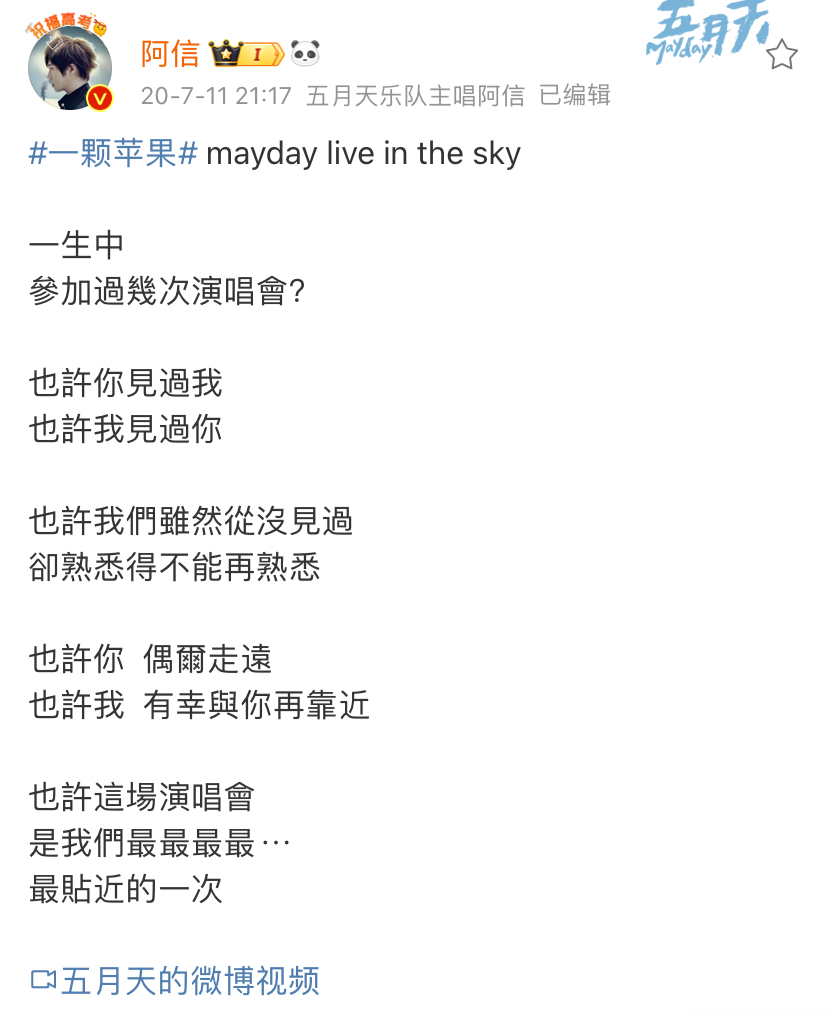 祝福高考
五月天
Mayday
阿信
I
20-7-11 21:17 五月天乐队主唱阿信 已编辑
#一颗苹果# mayday live in the sky
一生中
參加過幾次演唱會?
也許你見過我
也許我見過你
也許我們雖然從沒見過
卻熟悉得不能再熟悉
也許你 偶爾走遠
也許我 有幸與你再靠近
也許這場演唱會
是我們最最最最…
最貼近的一次
五月天的微博视频